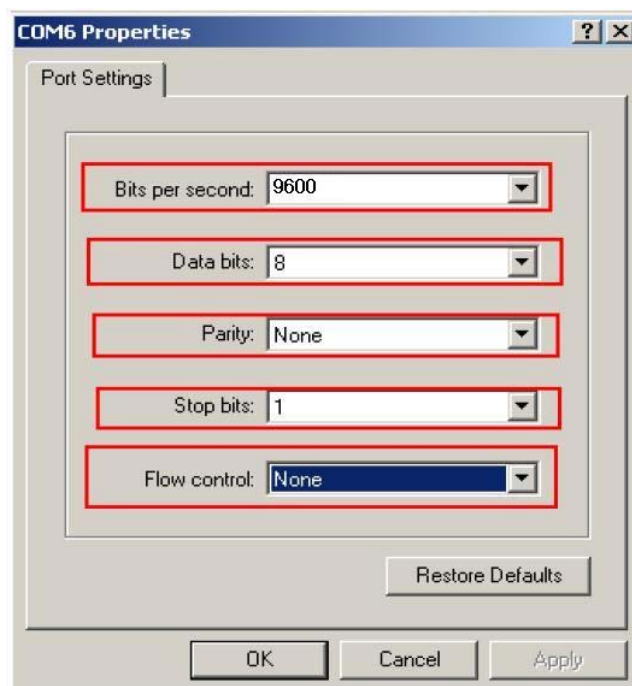 COM6 Properties
Port Settings
Bits per second: 9600
Data bits: 8
Parity: None
Stop bits: 1
Flow control: None
Restore Defaults
OK Cancel Apply